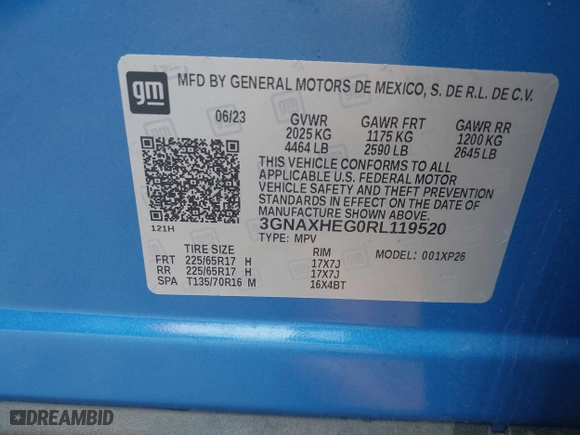 gm
MFD BY GENERAL MOTORS DE MEXICO, S. DE R.L. DE C.V.
06/23 GVWR GAWR FRT GAWR RR
2025 KG 1175 KG 1200 KG
4464 LB 2590 LB 2645 LB
THIS VEHICLE CONFORMS TO ALL
APPLICABLE U.S. FEDERAL MOTOR
VEHICLE SAFETY AND THEFT PREVENTION
STANDARDS IN EFFECT ON THE DATE OF
MANUFACTURE SHOWN ABOVE.
121H 3GNAXHEG0RL119520
TYPE: MPV
TIRE SIZE RIM MODEL: 001XP26
FRT 225/65R17 H 17X7J
RR 225/65R17 H 17X7J
SPA T135/70R16 M 16X4BT
DREAMBID